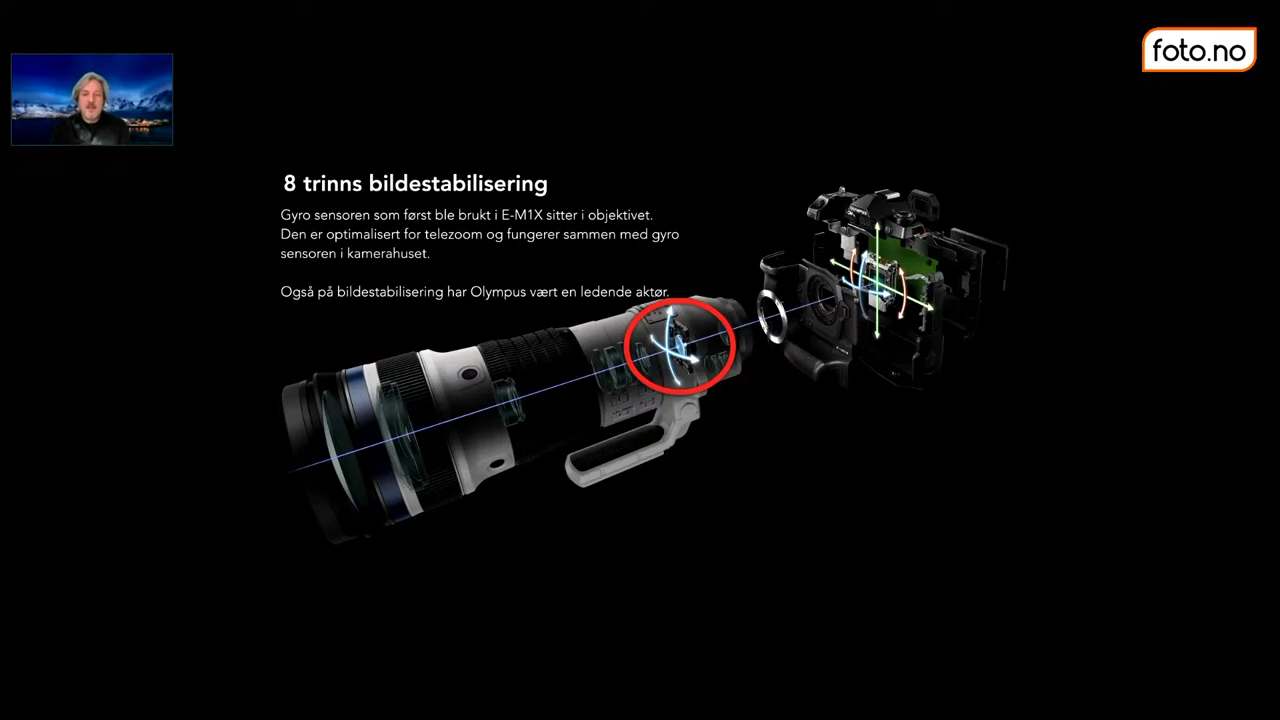 foto.no
8 trinns bildestabilisering
Gyro sensoren som først ble brukt i E-M1X sitter i objektivet.
Den er optimalisert for telezoom og fungerer sammen med gyro
sensoren i kamerahuset.
Også på bildestabilisering har Olympus vært en ledende aktør.